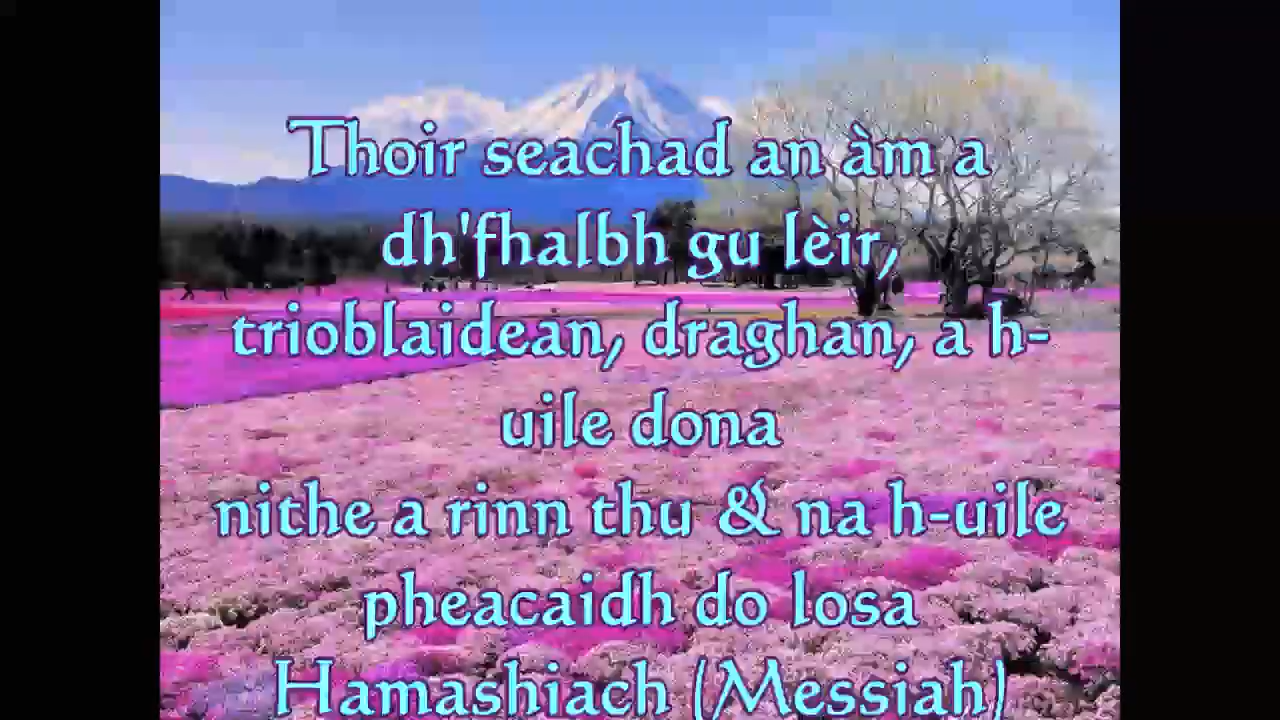 Thoir seachad an àm a
dh'fhalbh gu lèir,
trioblaidean, draghan, a h-
uile dona
nithe a rinn thu & na h-uile
pheacaidh do losa
Hamashiach (Messiah)